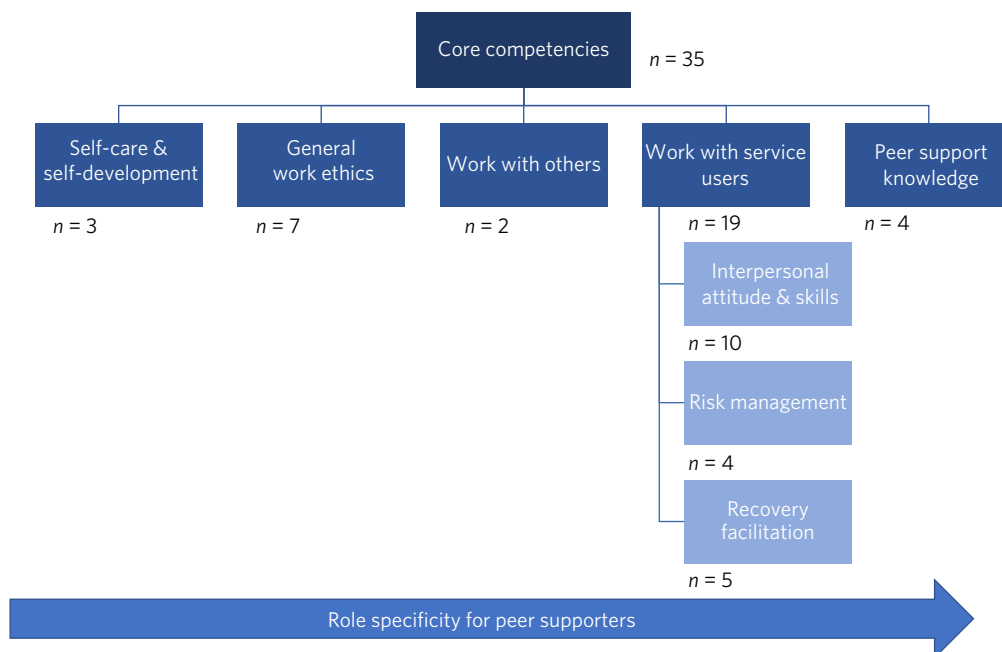 Core competencies
n = 35
Self-care &
self-development
n = 3
General
work ethics
n = 7
Work with others
n = 2
Work with service
users
n = 19
Peer support
knowledge
n = 4
Interpersonal
attitude & skills
n = 10
Risk management
n = 4
Recovery
facilitation
n = 5
Role specificity for peer supporters